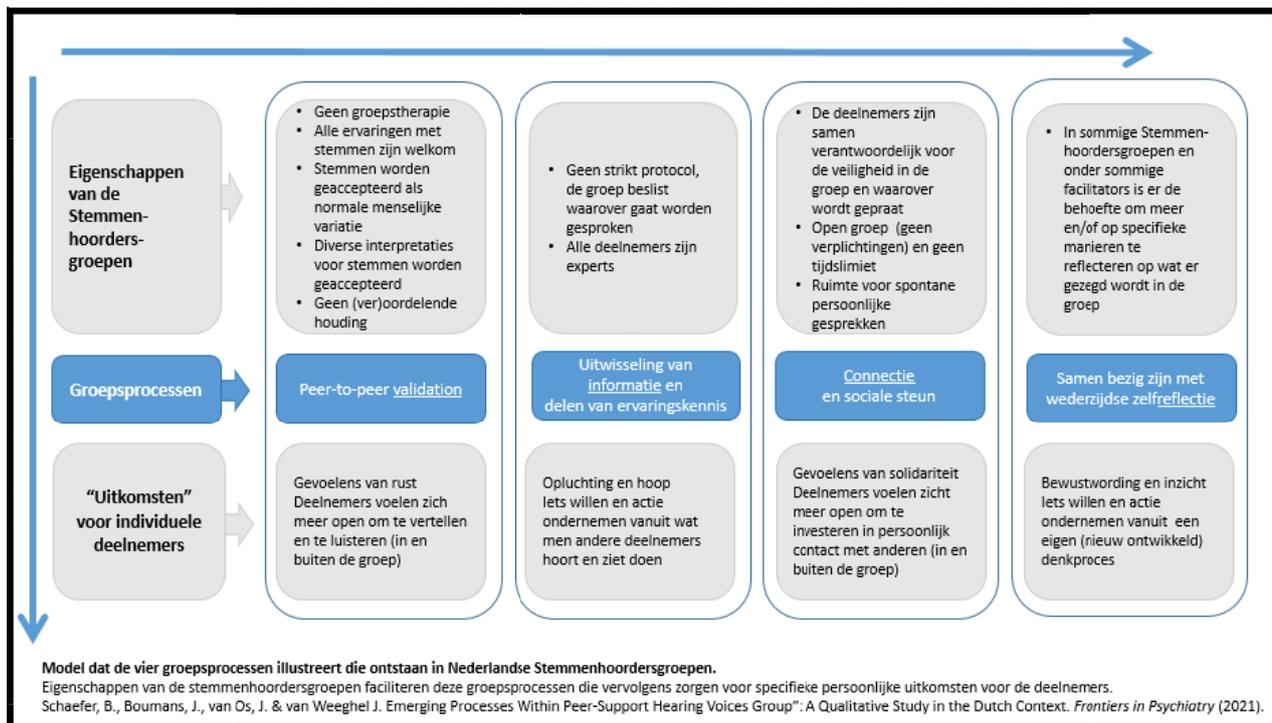 Eigenschappen
van de
Stemmen-
hoorders-
groepen
• Geen groepstherapie
• Alle ervaringen met
stemmen zijn welkom
• Stemmen worden
geaccepteerd als
normale menselijke
variatie
• Diverse interpretaties
voor stemmen worden
geaccepteerd
• Geen (ver)oordelende
houding
• Geen strikt protocol,
de groep beslist
waarover gaat worden
gesproken
• Alle deelnemers zijn
experts
• De deelnemers zijn
samen
verantwoordelijk voor
de veiligheid in de
groep en waarover
wordt gepraat
• Open groep (geen
verplichtingen) en geen
tijdslimiet
• Ruimte voor spontane
persoonlijke
gesprekken
• In sommige Stemmen-
hoordersgroepen en
onder sommige
facilitators is er de
behoefte om meer
en/of op specifieke
manieren te
reflecteren op wat er
gezegd wordt in de
groep
Groepsprocessen
Peer-to-peer validation
Uitwisseling van
informatie en
delen van ervaringskennis
Connectie
en sociale steun
Samen bezig zijn met
wederzijdse zelfreflectie
“Uitkomsten”
voor individuele
deelnemers
Gevoelens van rust
Deelnemers voelen zich
meer open om te vertellen
en te luisteren (in en
buiten de groep)
Opluchting en hoop
Iets willen en actie
ondernemen vanuit wat
men andere deelnemers
hoort en ziet doen
Gevoelens van solidariteit
Deelnemers voelen zicht
meer open om te
investeren in persoonlijk
contact met anderen (in en
buiten de groep)
Bewustwording en inzicht
Iets willen en actie
ondernemen vanuit een
eigen (nieuw ontwikkeld)
denkproces
Model dat de vier groepsprocessen illustreert die ontstaan in Nederlandse Stemmenhoordersgroepen.
Eigenschappen van de stemmenhoordersgroepen faciliteren deze groepsprocessen die vervolgens zorgen voor specifieke persoonlijke uitkomsten voor de deelnemers.
Schaefer, B., Boumans, J., van Os, J. & van Weeghel J. Emerging Processes Within Peer-Support Hearing Voices Group”: A Qualitative Study in the Dutch Context. Frontiers in Psychiatry (2021).